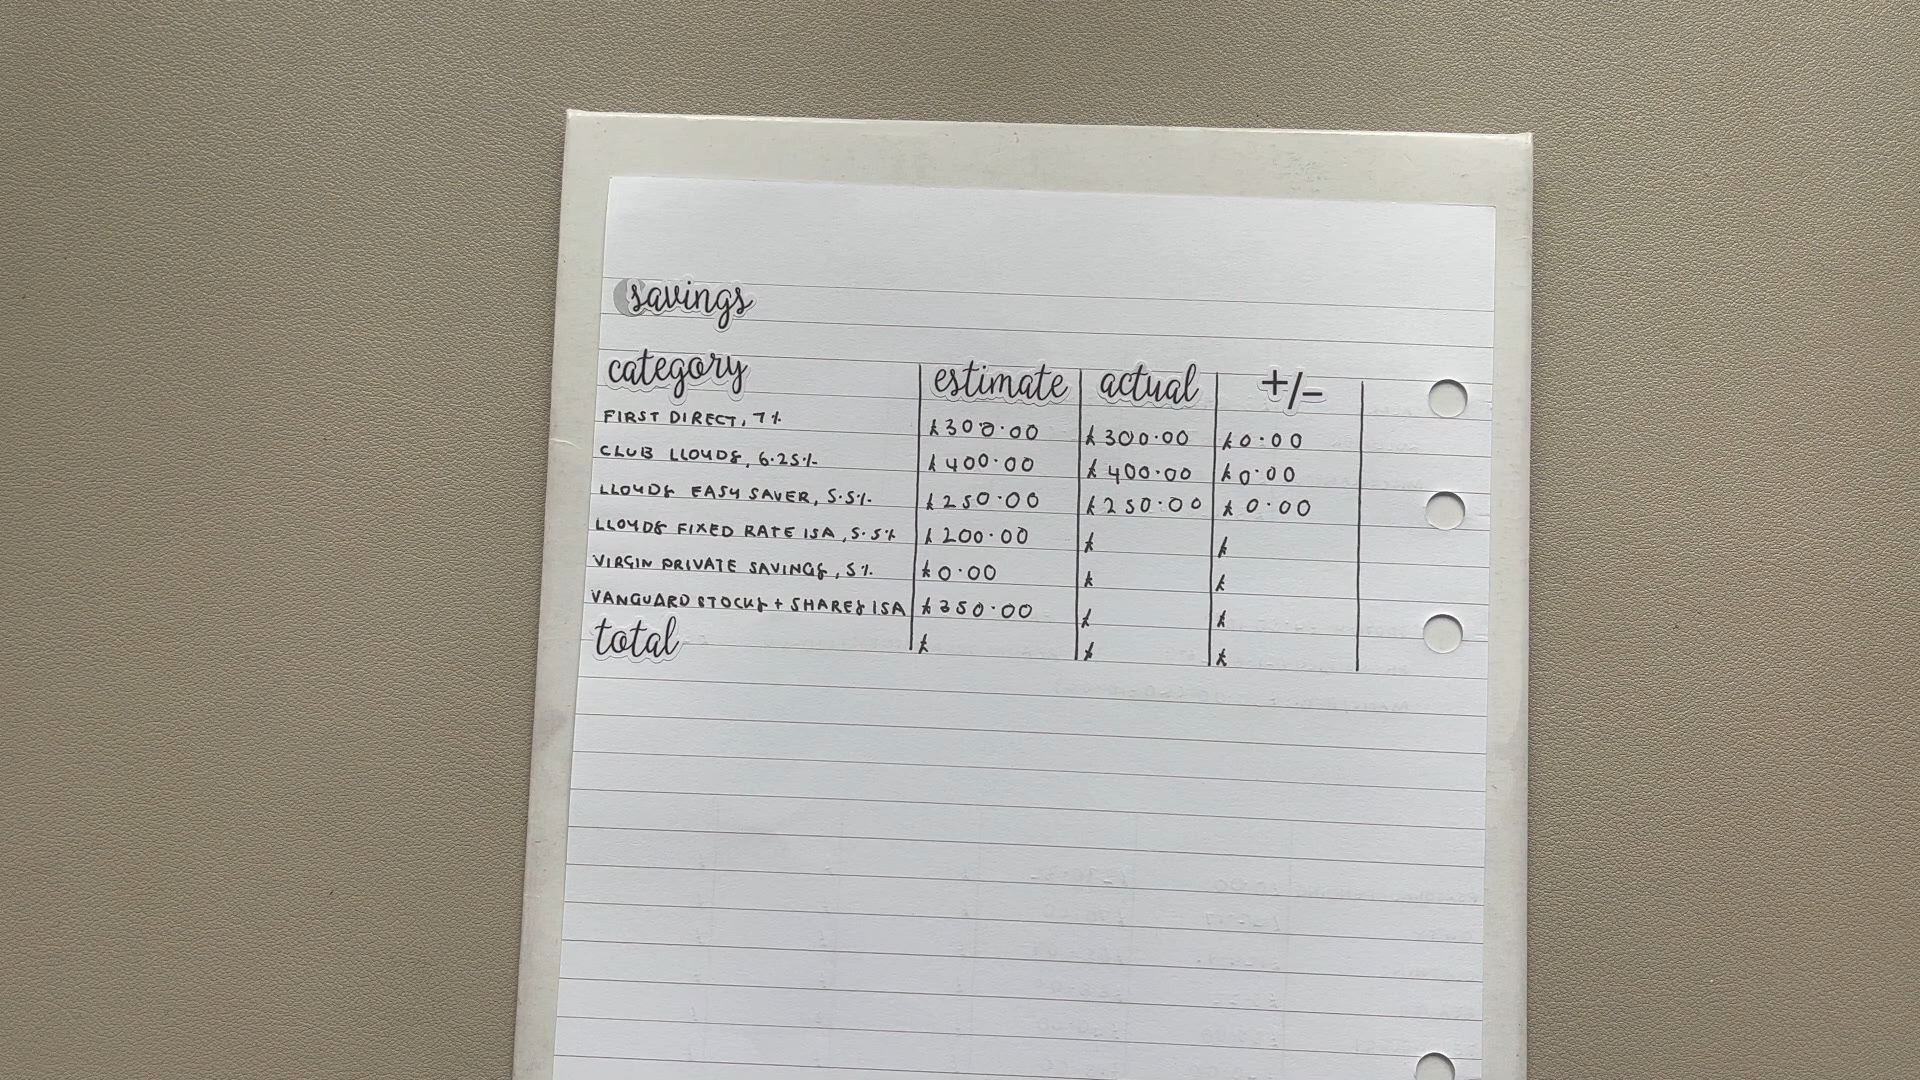 savings
category estimate actual +/-
FIRST DIRECT, 7% £300.00 £300.00 £0.00
CLUB LLOYDS, 6.25% £400.00 £400.00 £0.00
LLOYDS EASY SAVER, 5.5% £250.00 £250.00 £0.00
LLOYDS FIXED RATE ISA, 5.5% £200.00 £ £
VIRGIN PRIVATE SAVINGS, 5% £0.00 £ £
VANGUARD STOCKS + SHARES ISA £350.00 £ £
total £ £ £